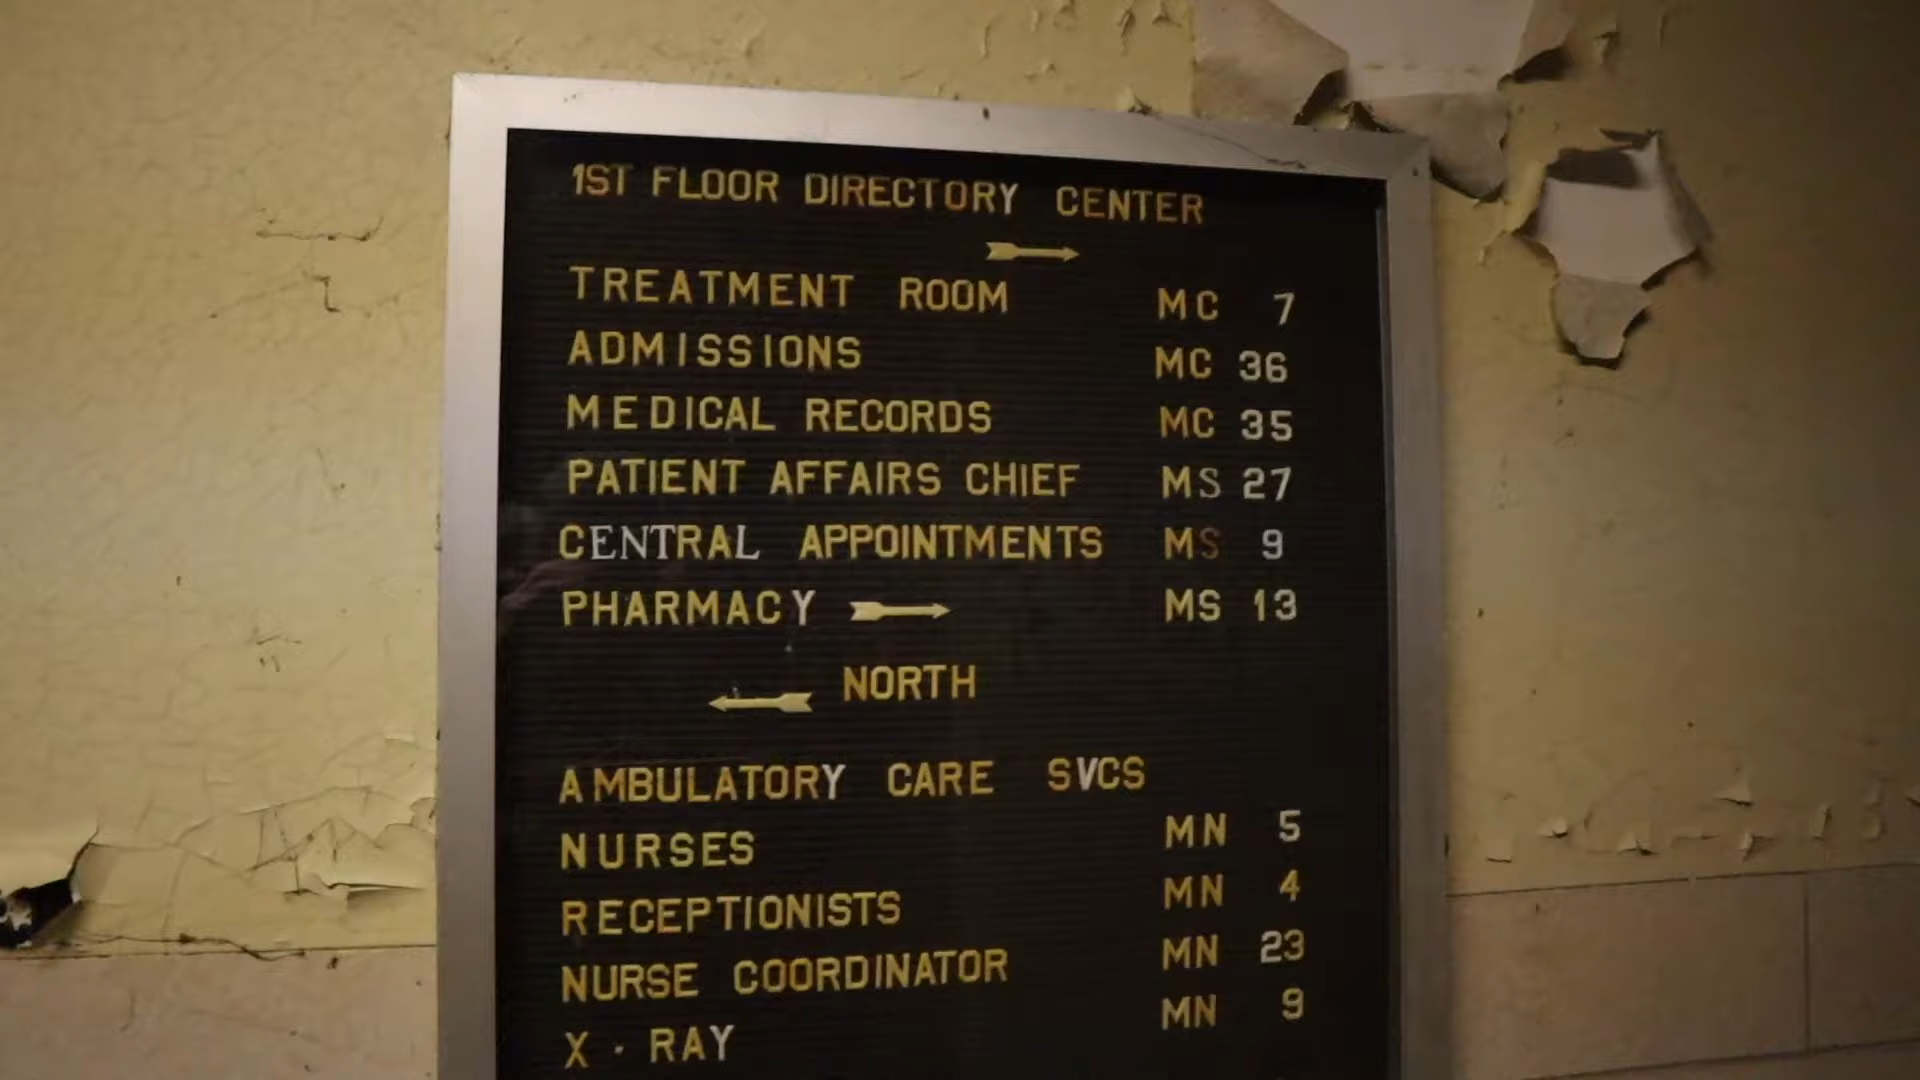 1ST FLOOR DIRECTORY CENTER
TREATMENT ROOM MC 7
ADMISSIONS MC 36
MEDICAL RECORDS MC 35
PATIENT AFFAIRS CHIEF MS 27
CENTRAL APPOINTMENTS MS 9
PHARMACY MS 13
NORTH
AMBULATORY CARE SVCS
NURSES MN 5
RECEPTIONISTS MN 4
NURSE COORDINATOR MN 23
X · RAY MN 9